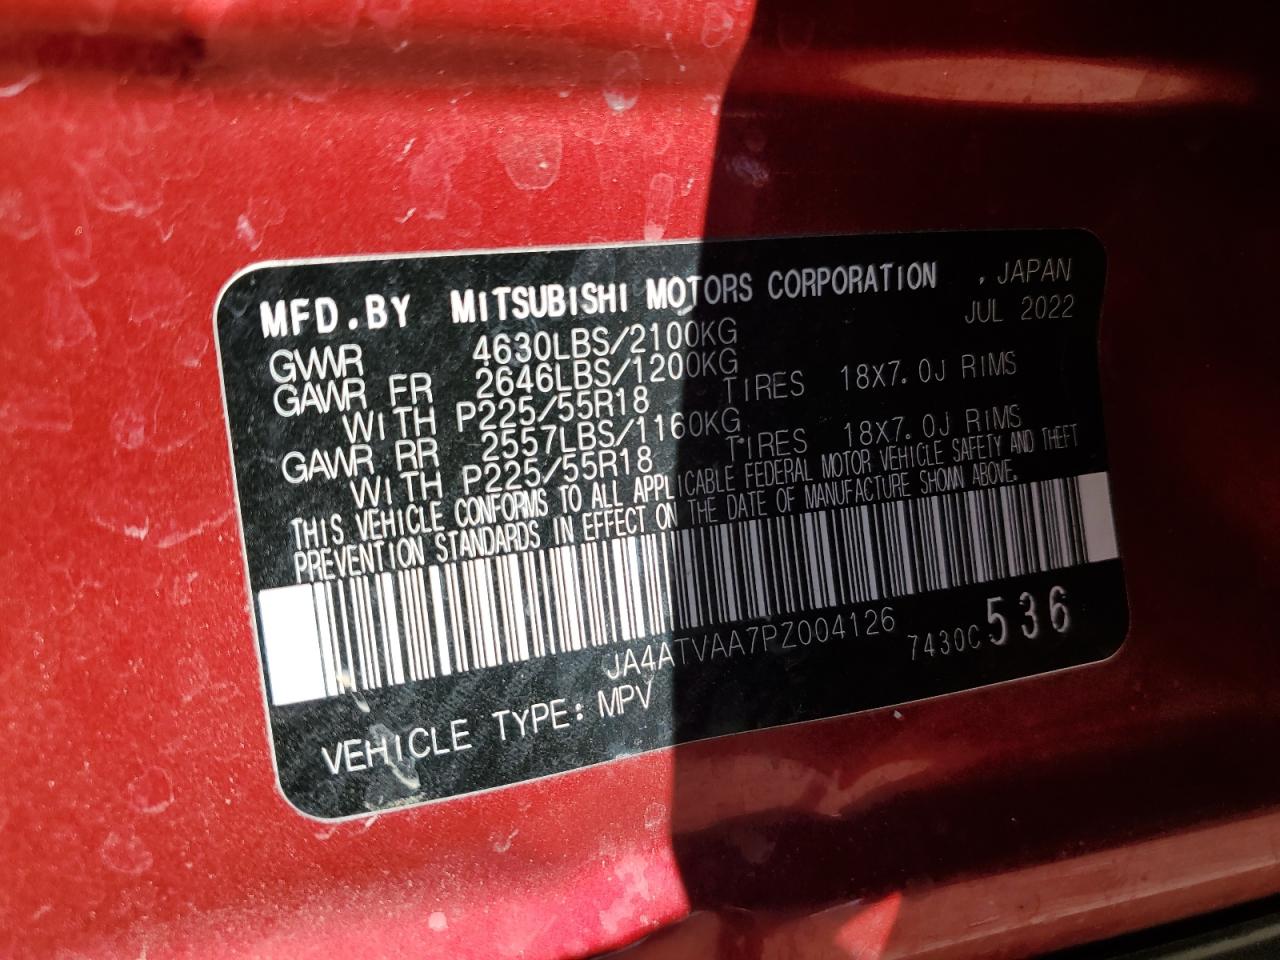 MFD.BY MITSUBISHI MOTORS CORPORATION , JAPAN
JUL 2022
GVWR 4630LBS/2100KG
GAWR FR 2646LBS/1200KG
WITH P225/55R18 TIRES 18X7.0J RIMS
GAWR RR 2557LBS/1160KG
WITH P225/55R18 TIRES 18X7.0J RIMS
THIS VEHICLE CONFORMS TO ALL APPLICABLE FEDERAL MOTOR VEHICLE SAFETY AND THEFT
PREVENTION STANDARDS IN EFFECT ON THE DATE OF MANUFACTURE SHOWN ABOVE.
JA4ATVAA7PZ004126 7430C 536
VEHICLE TYPE: MPV